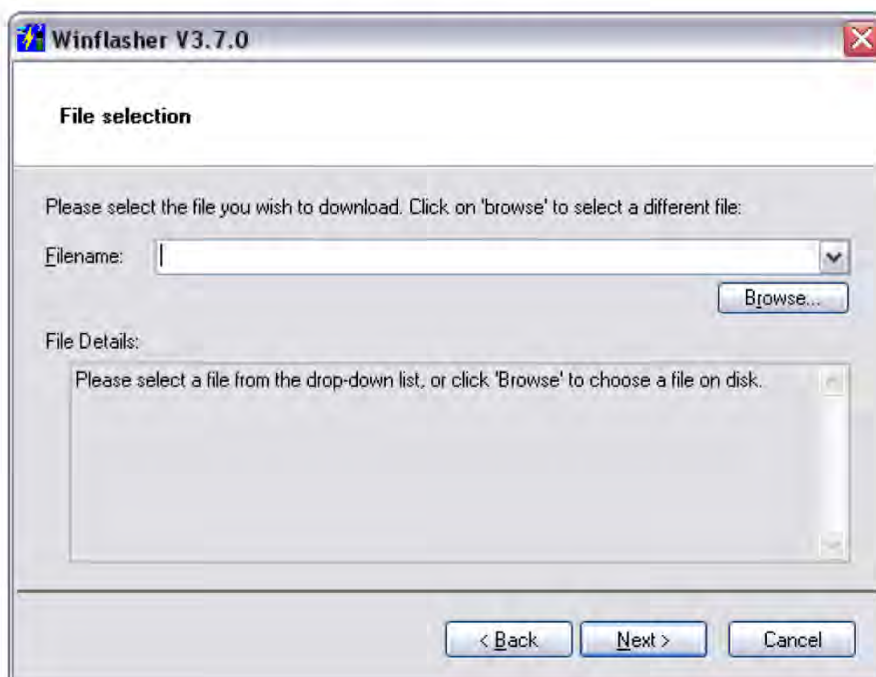 Winflasher V3.7.0
File selection
Please select the file you wish to download. Click on 'browse' to select a different file:
Filename:
Browse...
File Details:
Please select a file from the drop-down list, or click 'Browse' to choose a file on disk.
< Back Next > Cancel